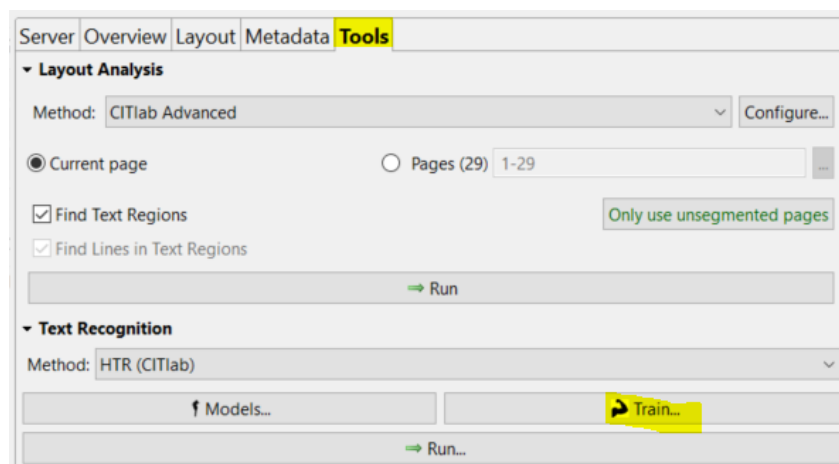 Server Overview Layout Metadata Tools
Layout Analysis
Method: CITlab Advanced Configure...
Current page Pages (29) 1-29 ...
Find Text Regions Only use unsegmented pages
Find Lines in Text Regions
Run
Text Recognition
Method: HTR (CITlab)
Models... Train...
Run...